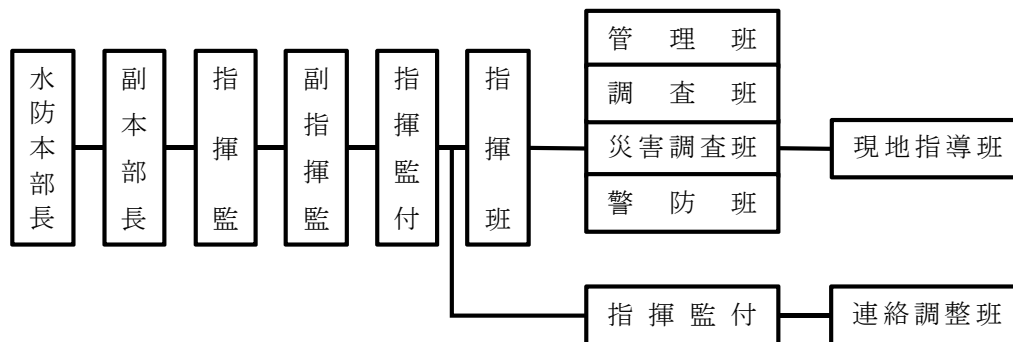 水防本部長
副本部長
指揮監
副指揮監
指揮監付
指揮班
管理班
調査班
災害調査班
警防班
現地指導班
指揮監付
連絡調整班